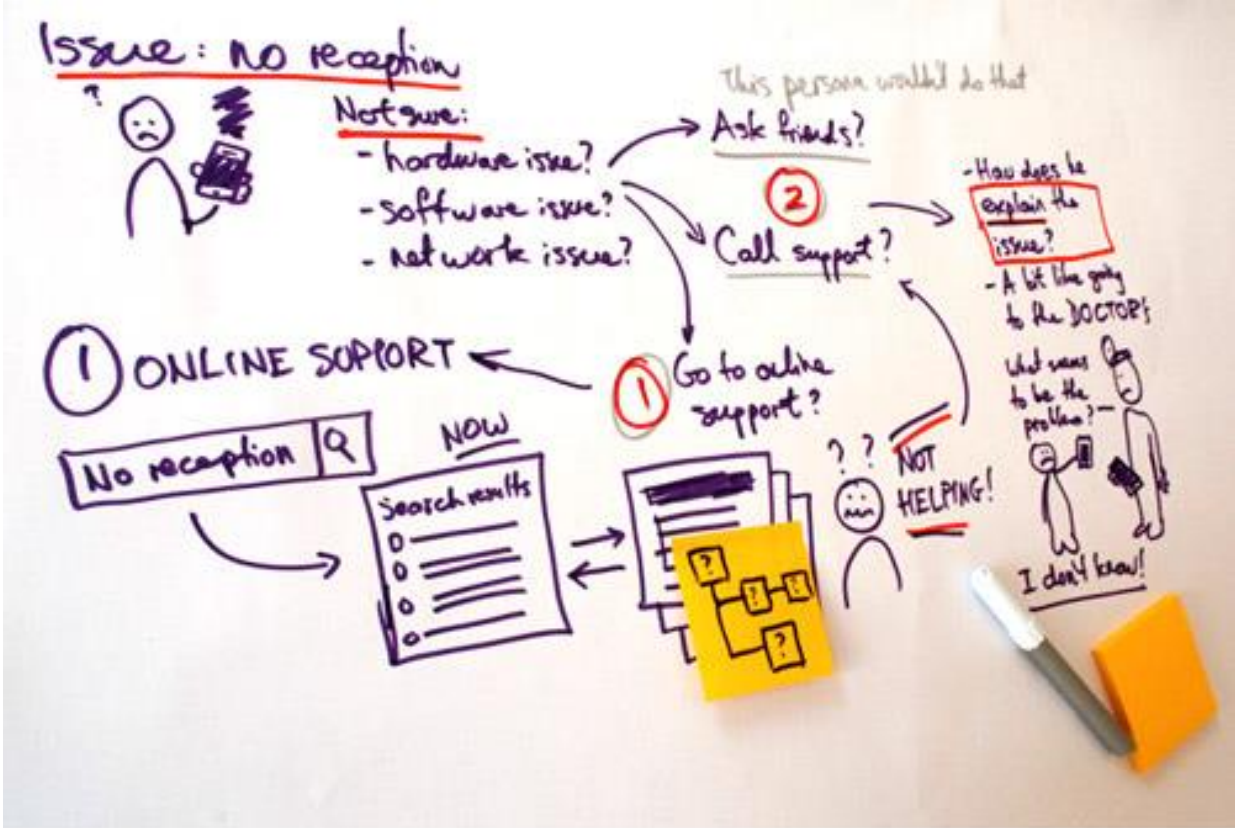 Issue: no reception
?
Not sure:
- hardware issue?
- software issue?
- network issue?
This person wouldn't do that
Ask friends?
2
Call support?
- How does he
explain the
issue?
- A bit like going
to the DOCTOR's
What seems
to be the
problem?
I don't know!
1 Go to online
support?
1 ONLINE SUPPORT
No reception
NOW
Search results
?
?
?
?
? ?
NOT
HELPING!